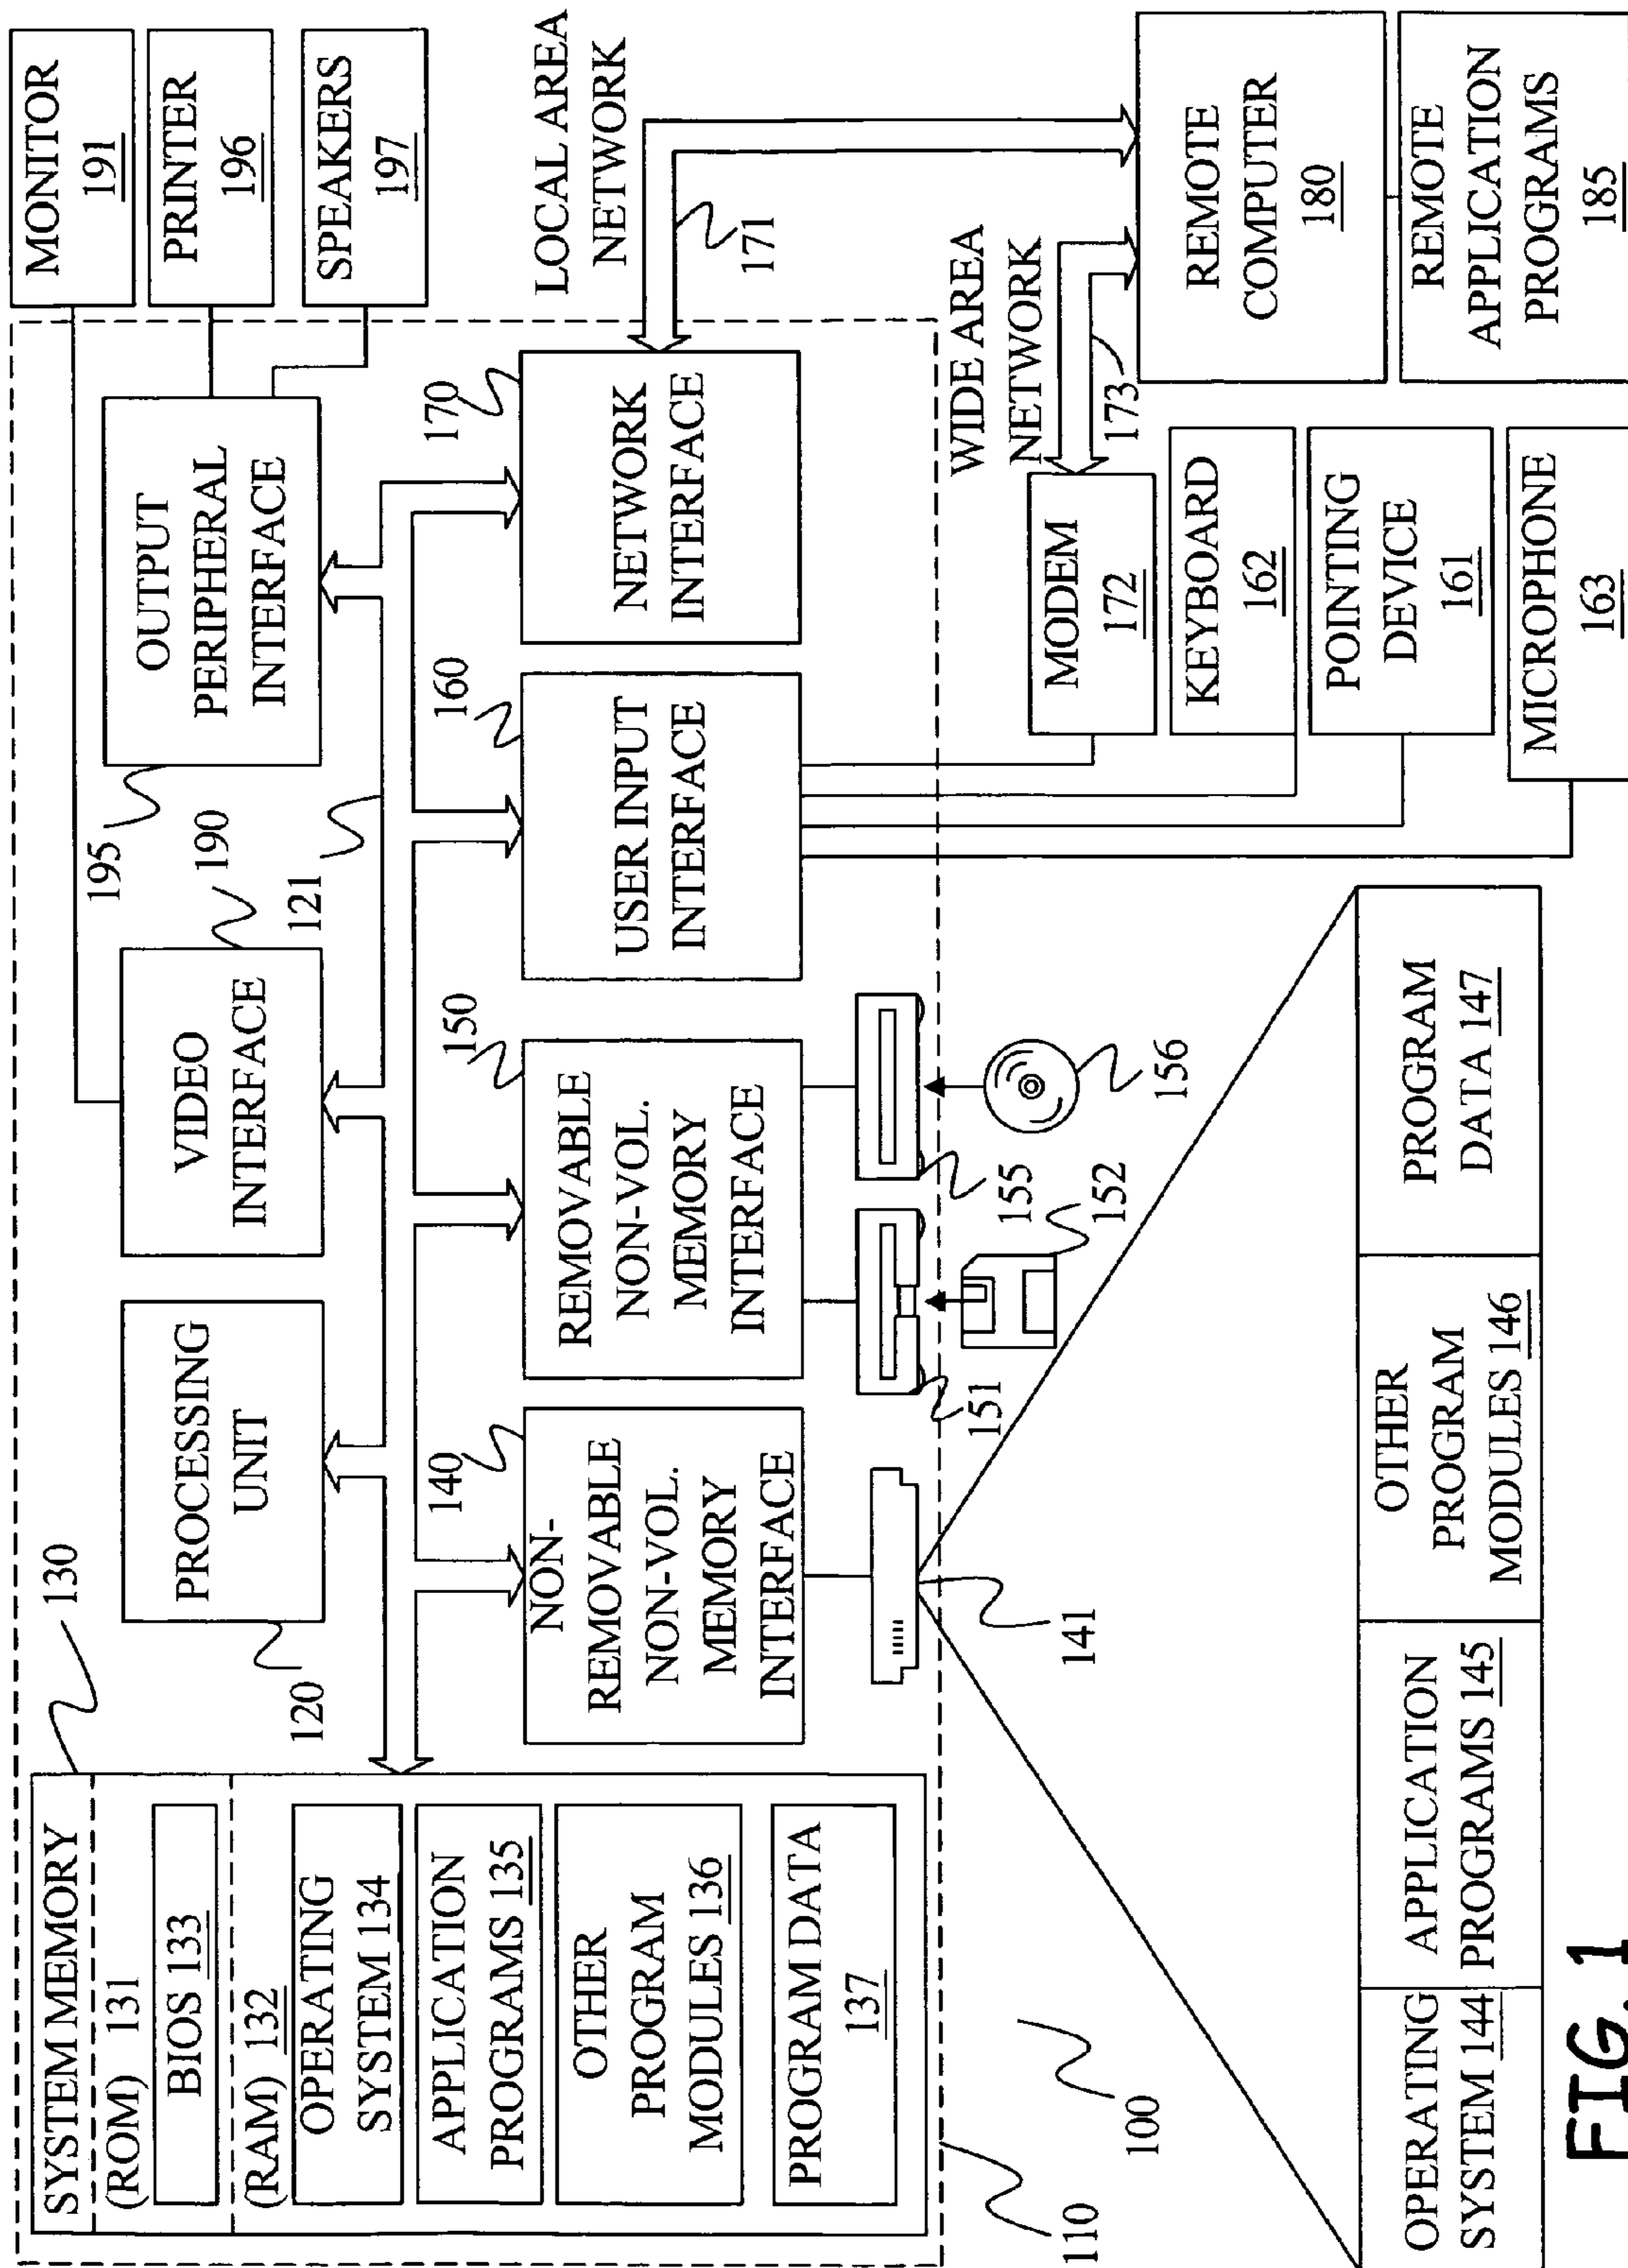 SYSTEM MEMORY
(ROM) 131
BIOS 133
(RAM) 132
OPERATING
SYSTEM 134
APPLICATION
PROGRAMS 135
OTHER
PROGRAM
MODULES 136
PROGRAM DATA
137
130
PROCESSING
UNIT
120
VIDEO
INTERFACE
190
121
195
OUTPUT
PERIPHERAL
INTERFACE
MONITOR
191
PRINTER
196
SPEAKERS
197
140
NON-
REMOVABLE
NON-VOL.
MEMORY
INTERFACE
150
REMOVABLE
NON-VOL.
MEMORY
INTERFACE
160
USER INPUT
INTERFACE
170
NETWORK
INTERFACE
LOCAL AREA
NETWORK
171
141
151
152
155
156
WIDE AREA
NETWORK
173
MODEM
172
KEYBOARD
162
POINTING
DEVICE
161
MICROPHONE
163
REMOTE
COMPUTER
180
REMOTE
APPLICATION
PROGRAMS
185
110
100
OPERATING
SYSTEM 144
APPLICATION
PROGRAMS 145
OTHER
PROGRAM
MODULES 146
PROGRAM
DATA 147
FIG. 1